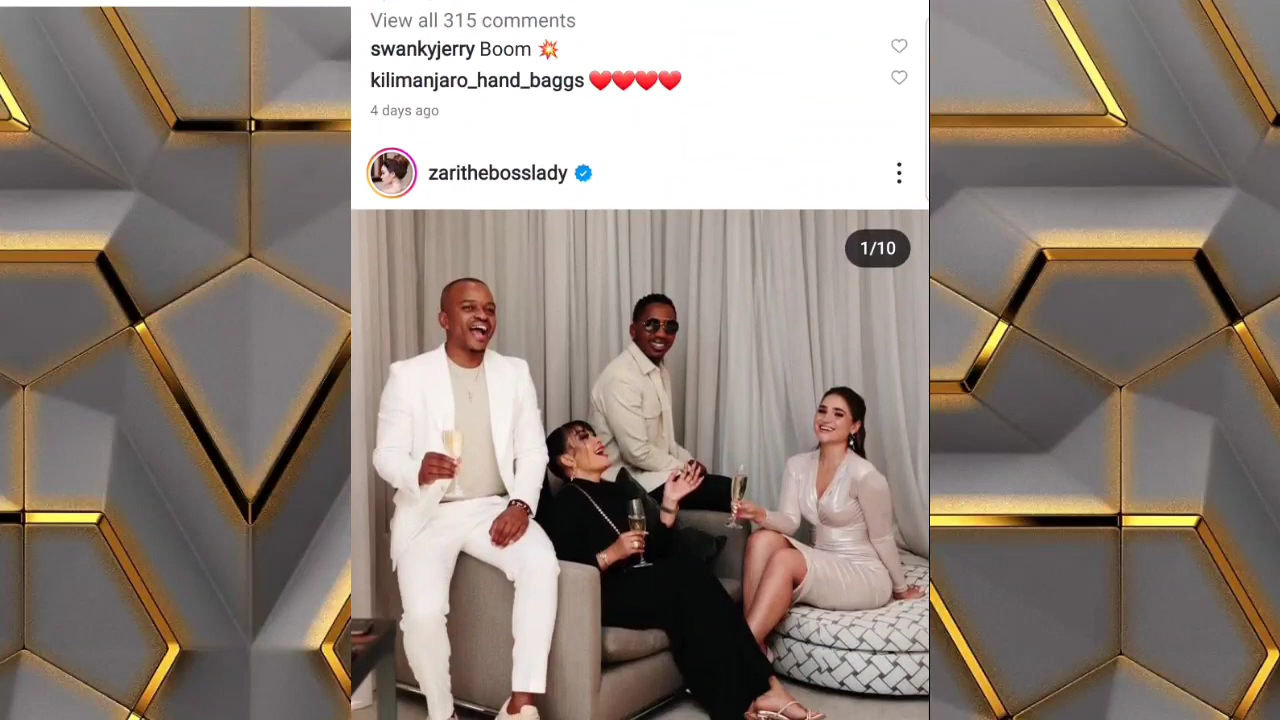 View all 315 comments
swankyjerry Boom 💥
kilimanjaro_hand_baggs ❤️❤️❤️❤️
4 days ago
zarithebosslady
1/10